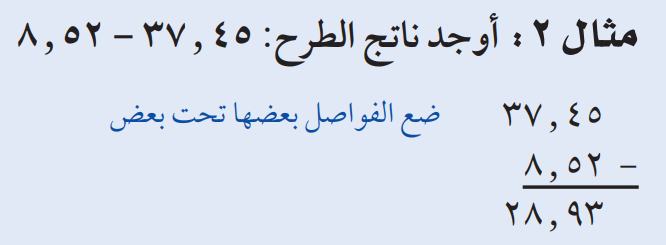 مثال ٢ : أوجد ناتج الطرح: ٣٧,٤٥ – ٨,٥٢
٣٧,٤٥ ضع الفواصل بعضها تحت بعض
– ٨,٥٢
٢٨,٩٣